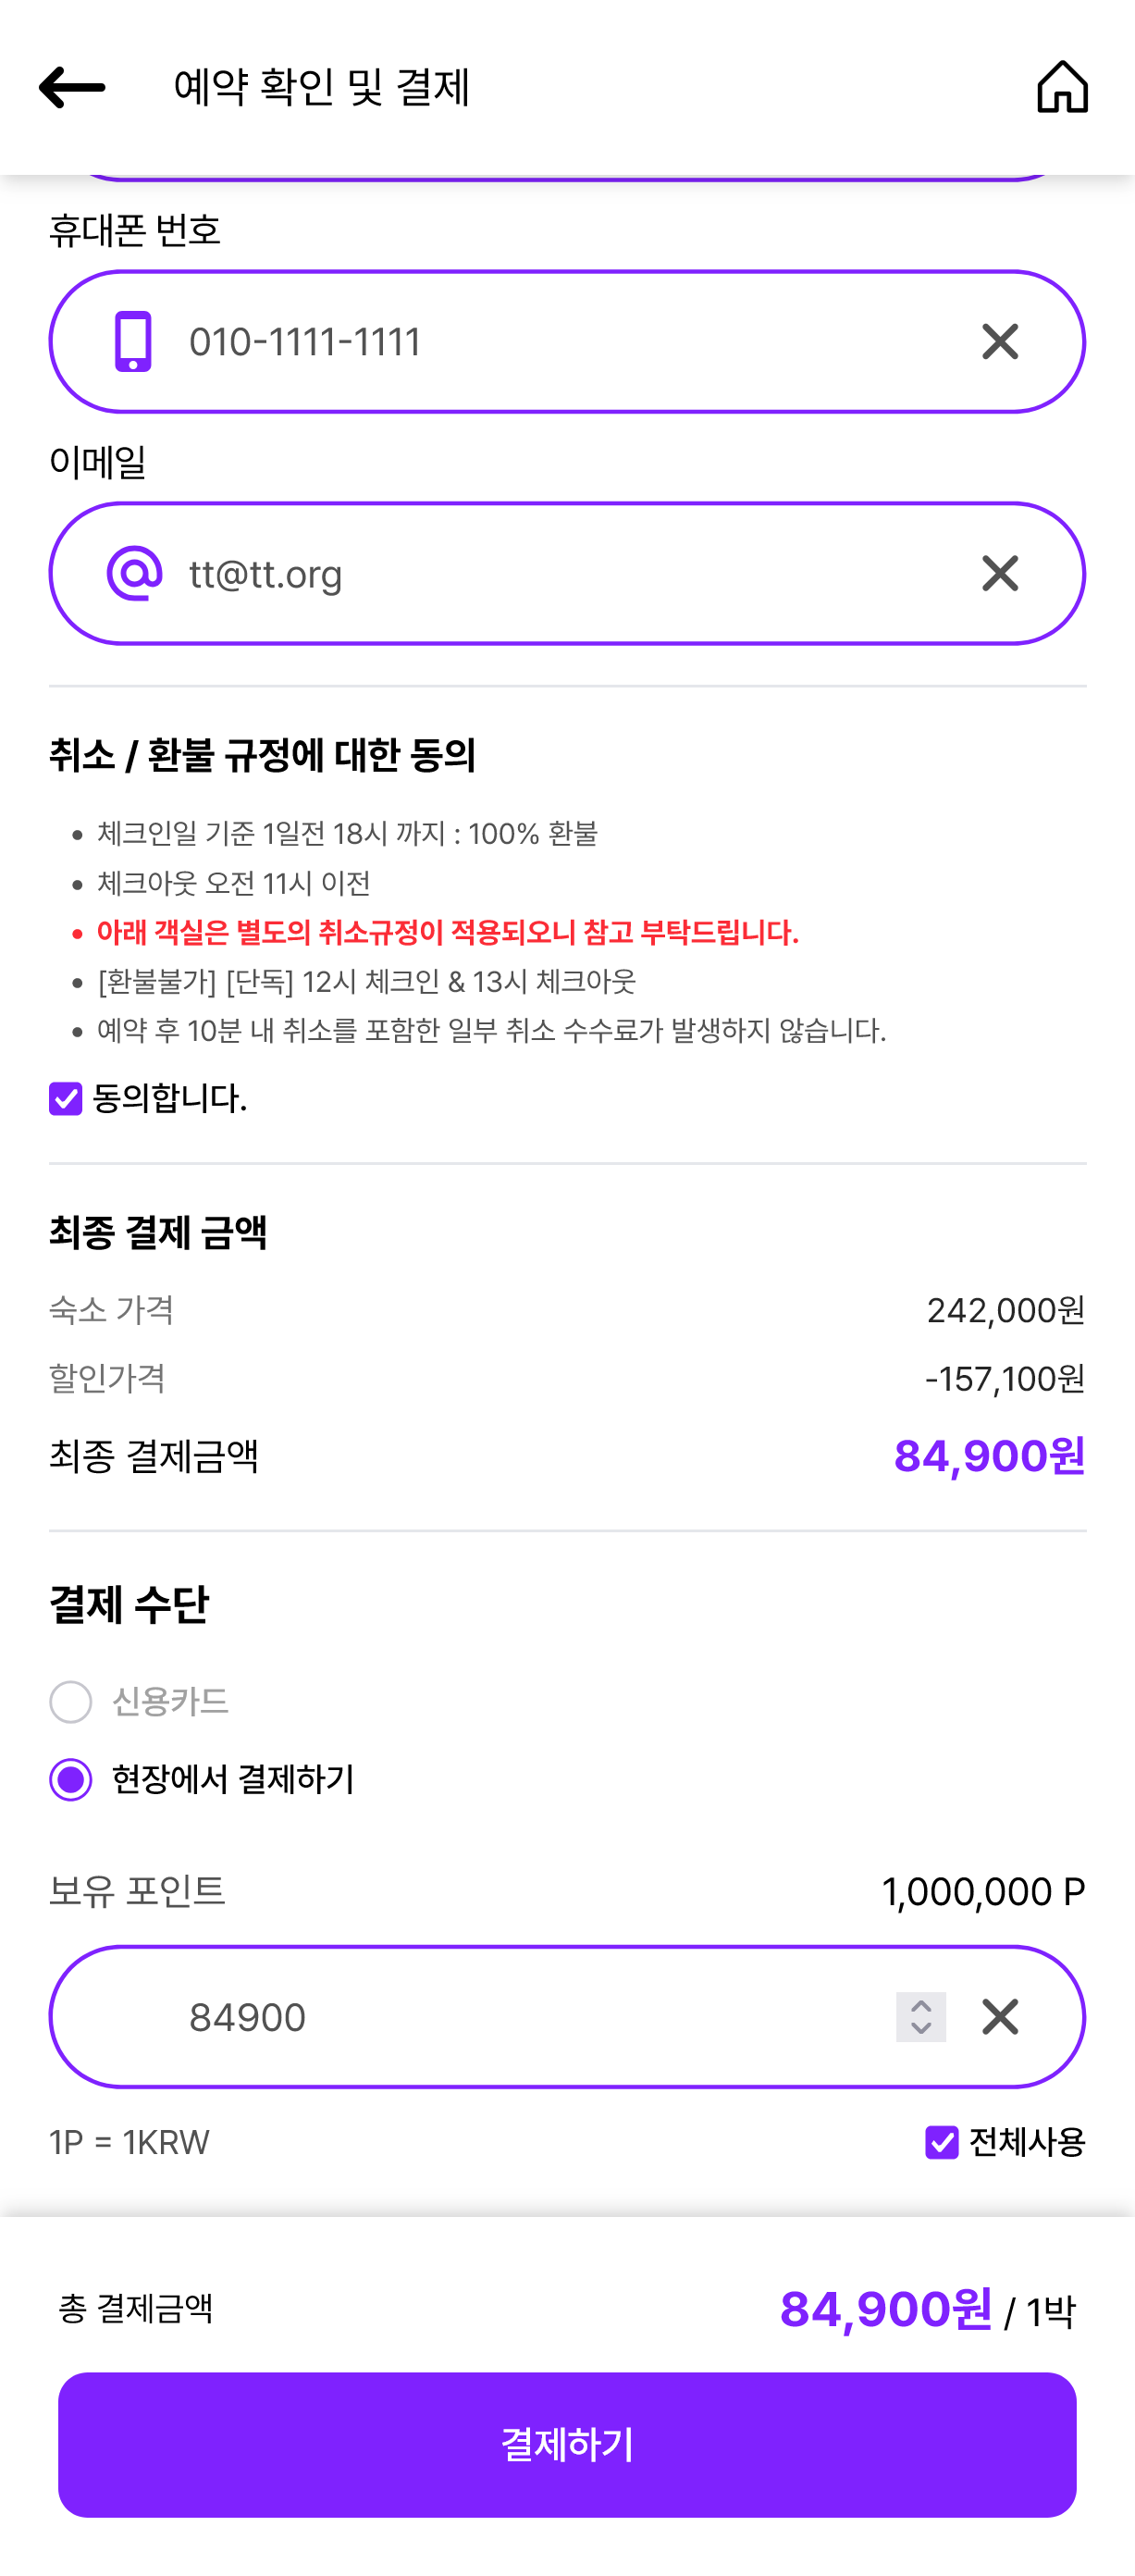 예약 확인 및 결제
휴대폰 번호
010-1111-1111
이메일
tt@tt.org
취소 / 환불 규정에 대한 동의
• 체크인일 기준 1일전 18시 까지 : 100% 환불
• 체크아웃 오전 11시 이전
• 아래 객실은 별도의 취소규정이 적용되오니 참고 부탁드립니다.
• [환불불가] [단독] 12시 체크인 & 13시 체크아웃
• 예약 후 10분 내 취소를 포함한 일부 취소 수수료가 발생하지 않습니다.
동의합니다.
최종 결제 금액
숙소 가격 242,000원
할인가격 -157,100원
최종 결제금액 84,900원
결제 수단
신용카드
현장에서 결제하기
보유 포인트 1,000,000 P
84900
1P = 1KRW 전체사용
총 결제금액 84,900원 / 1박
결제하기